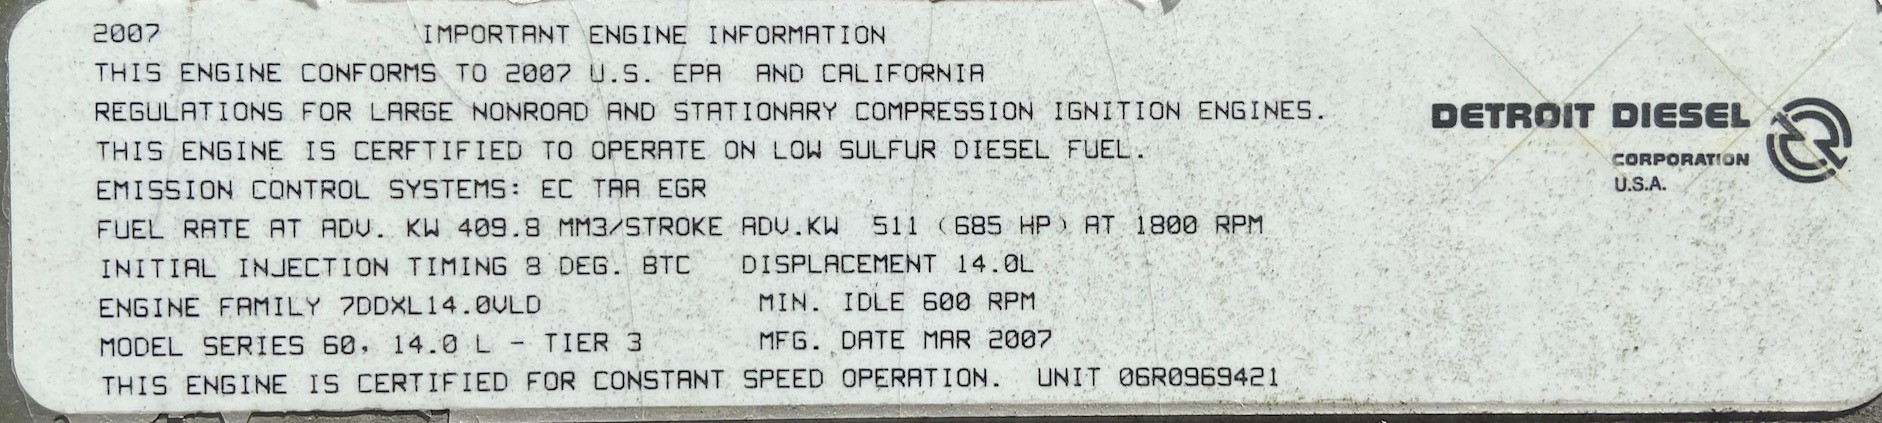 2007 IMPORTANT ENGINE INFORMATION
THIS ENGINE CONFORMS TO 2007 U.S. EPA AND CALIFORNIA
REGULATIONS FOR LARGE NONROAD AND STATIONARY COMPRESSION IGNITION ENGINES.
THIS ENGINE IS CERFTIFIED TO OPERATE ON LOW SULFUR DIESEL FUEL.
EMISSION CONTROL SYSTEMS: EC TAA EGR
FUEL RATE AT ADV. KW 409.8 MM3/STROKE ADV.KW 511 (685 HP) AT 1800 RPM
INITIAL INJECTION TIMING 8 DEG. BTC DISPLACEMENT 14.0L
ENGINE FAMILY 7DDXL14.0VLD MIN. IDLE 600 RPM
MODEL SERIES 60, 14.0 L - TIER 3 MFG. DATE MAR 2007
THIS ENGINE IS CERTIFIED FOR CONSTANT SPEED OPERATION. UNIT 06R0969421
DETROIT DIESEL
CORPORATION
U.S.A.